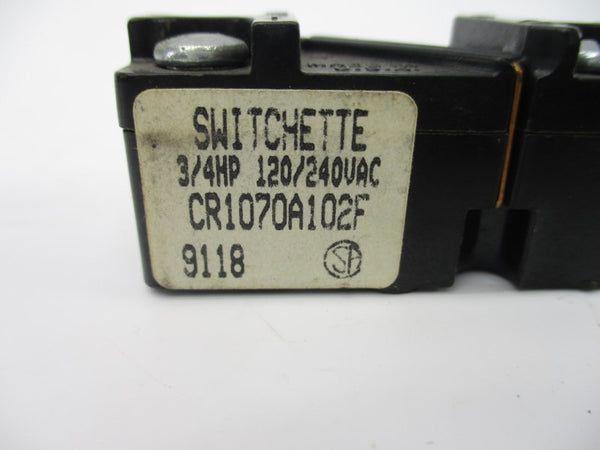 SWITCHETTE
3/4HP 120/240VAC
CR1070A102F
9118